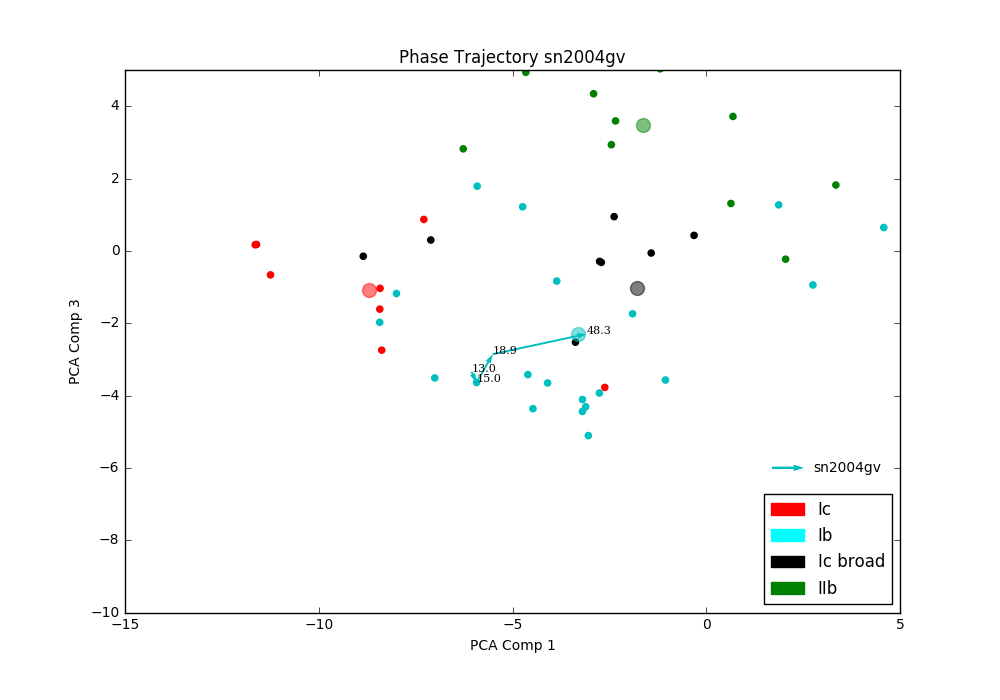 Phase Trajectory sn2004gv
4
2
0
−2
−4
−6
−8
−10
PCA Comp 3
48.3
18.9
13.0
15.0
sn2004gv
Ic
Ib
Ic broad
IIb
−15
−10
−5
0
5
PCA Comp 1